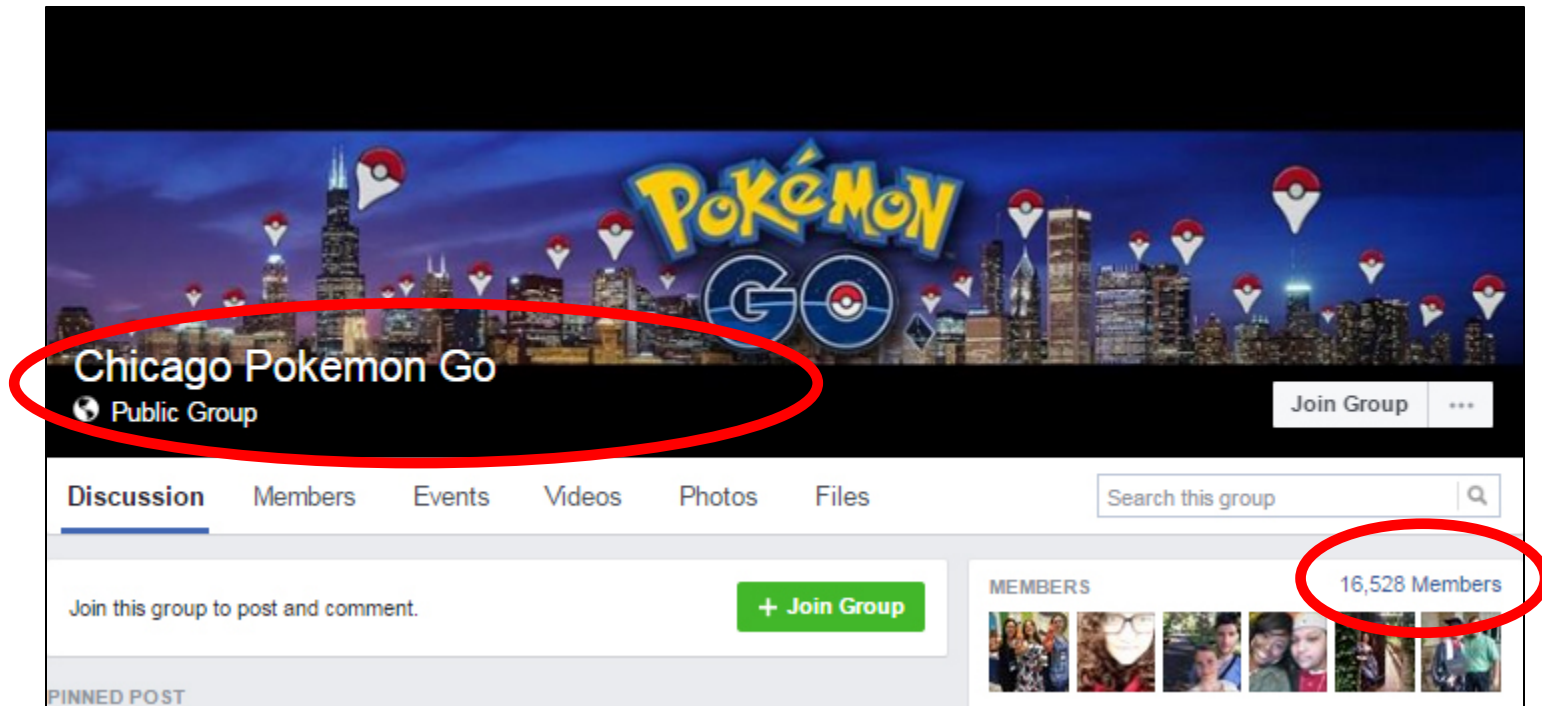 POKéMON
GO
Chicago Pokemon Go
Public Group
Join Group
Discussion Members Events Videos Photos Files
Search this group
Join this group to post and comment.
+ Join Group
MEMBERS
16,528 Members
PINNED POST